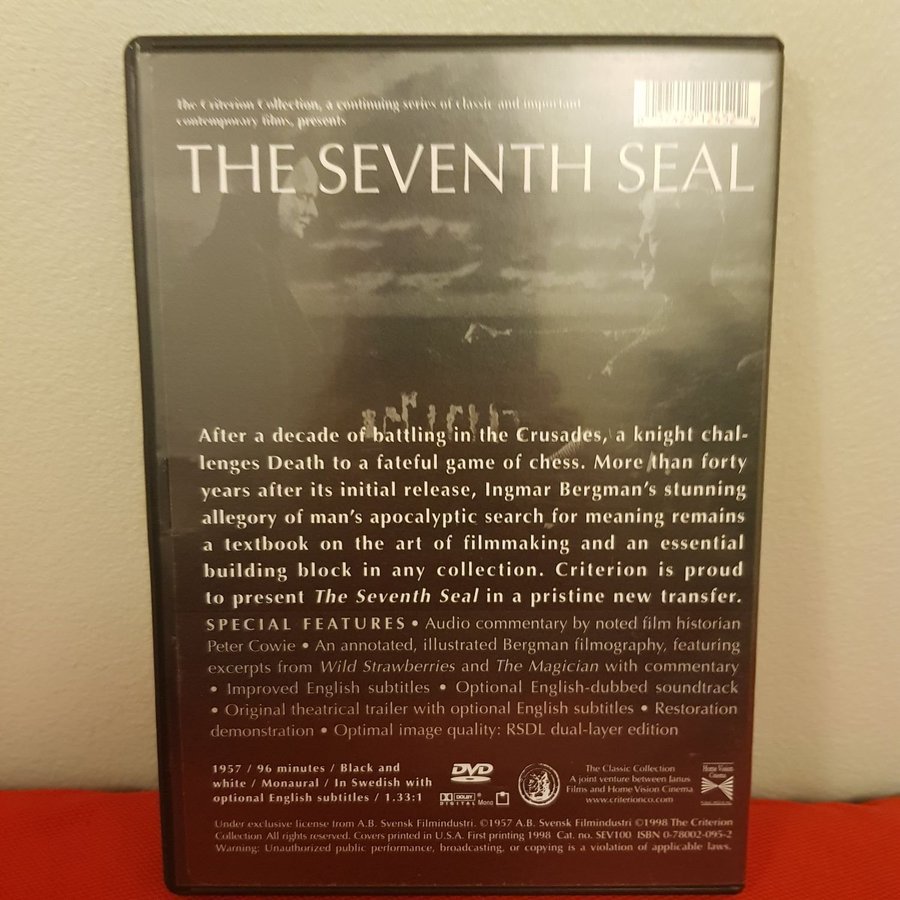 The Criterion Collection, a continuing series of classic and important
contemporary films, presents
THE SEVENTH SEAL
After a decade of battling in the Crusades, a knight chal-
lenges Death to a fateful game of chess. More than forty
years after its initial release, Ingmar Bergman's stunning
allegory of man's apocalyptic search for meaning remains
a textbook on the art of filmmaking and an essential
building block in any collection. Criterion is proud
to present The Seventh Seal in a pristine new transfer.
SPECIAL FEATURES • Audio commentary by noted film historian
Peter Cowie • An annotated, illustrated Bergman filmography, featuring
excerpts from Wild Strawberries and The Magician with commentary
• Improved English subtitles • Optional English-dubbed soundtrack
• Original theatrical trailer with optional English subtitles • Restoration
demonstration • Optimal image quality: RSDL dual-layer edition
1957 / 96 minutes / Black and
white / Monaural / In Swedish with
optional English subtitles / 1.33:1
DVD
DOLBY
DIGITAL Mono
The Classic Collection
A joint venture between Janus
Films and Home Vision Cinema
www.criterionco.com
Home Vision
Cinema
Under exclusive license from A.B. Svensk Filmindustri. ©1957 A.B. Svensk Filmindustri ©1998 The Criterion
Collection All rights reserved. Covers printed in U.S.A. First printing 1998 Cat. no. SEV100 ISBN 0-78002-095-2
Warning: Unauthorized public performance, broadcasting, or copying is a violation of applicable laws.